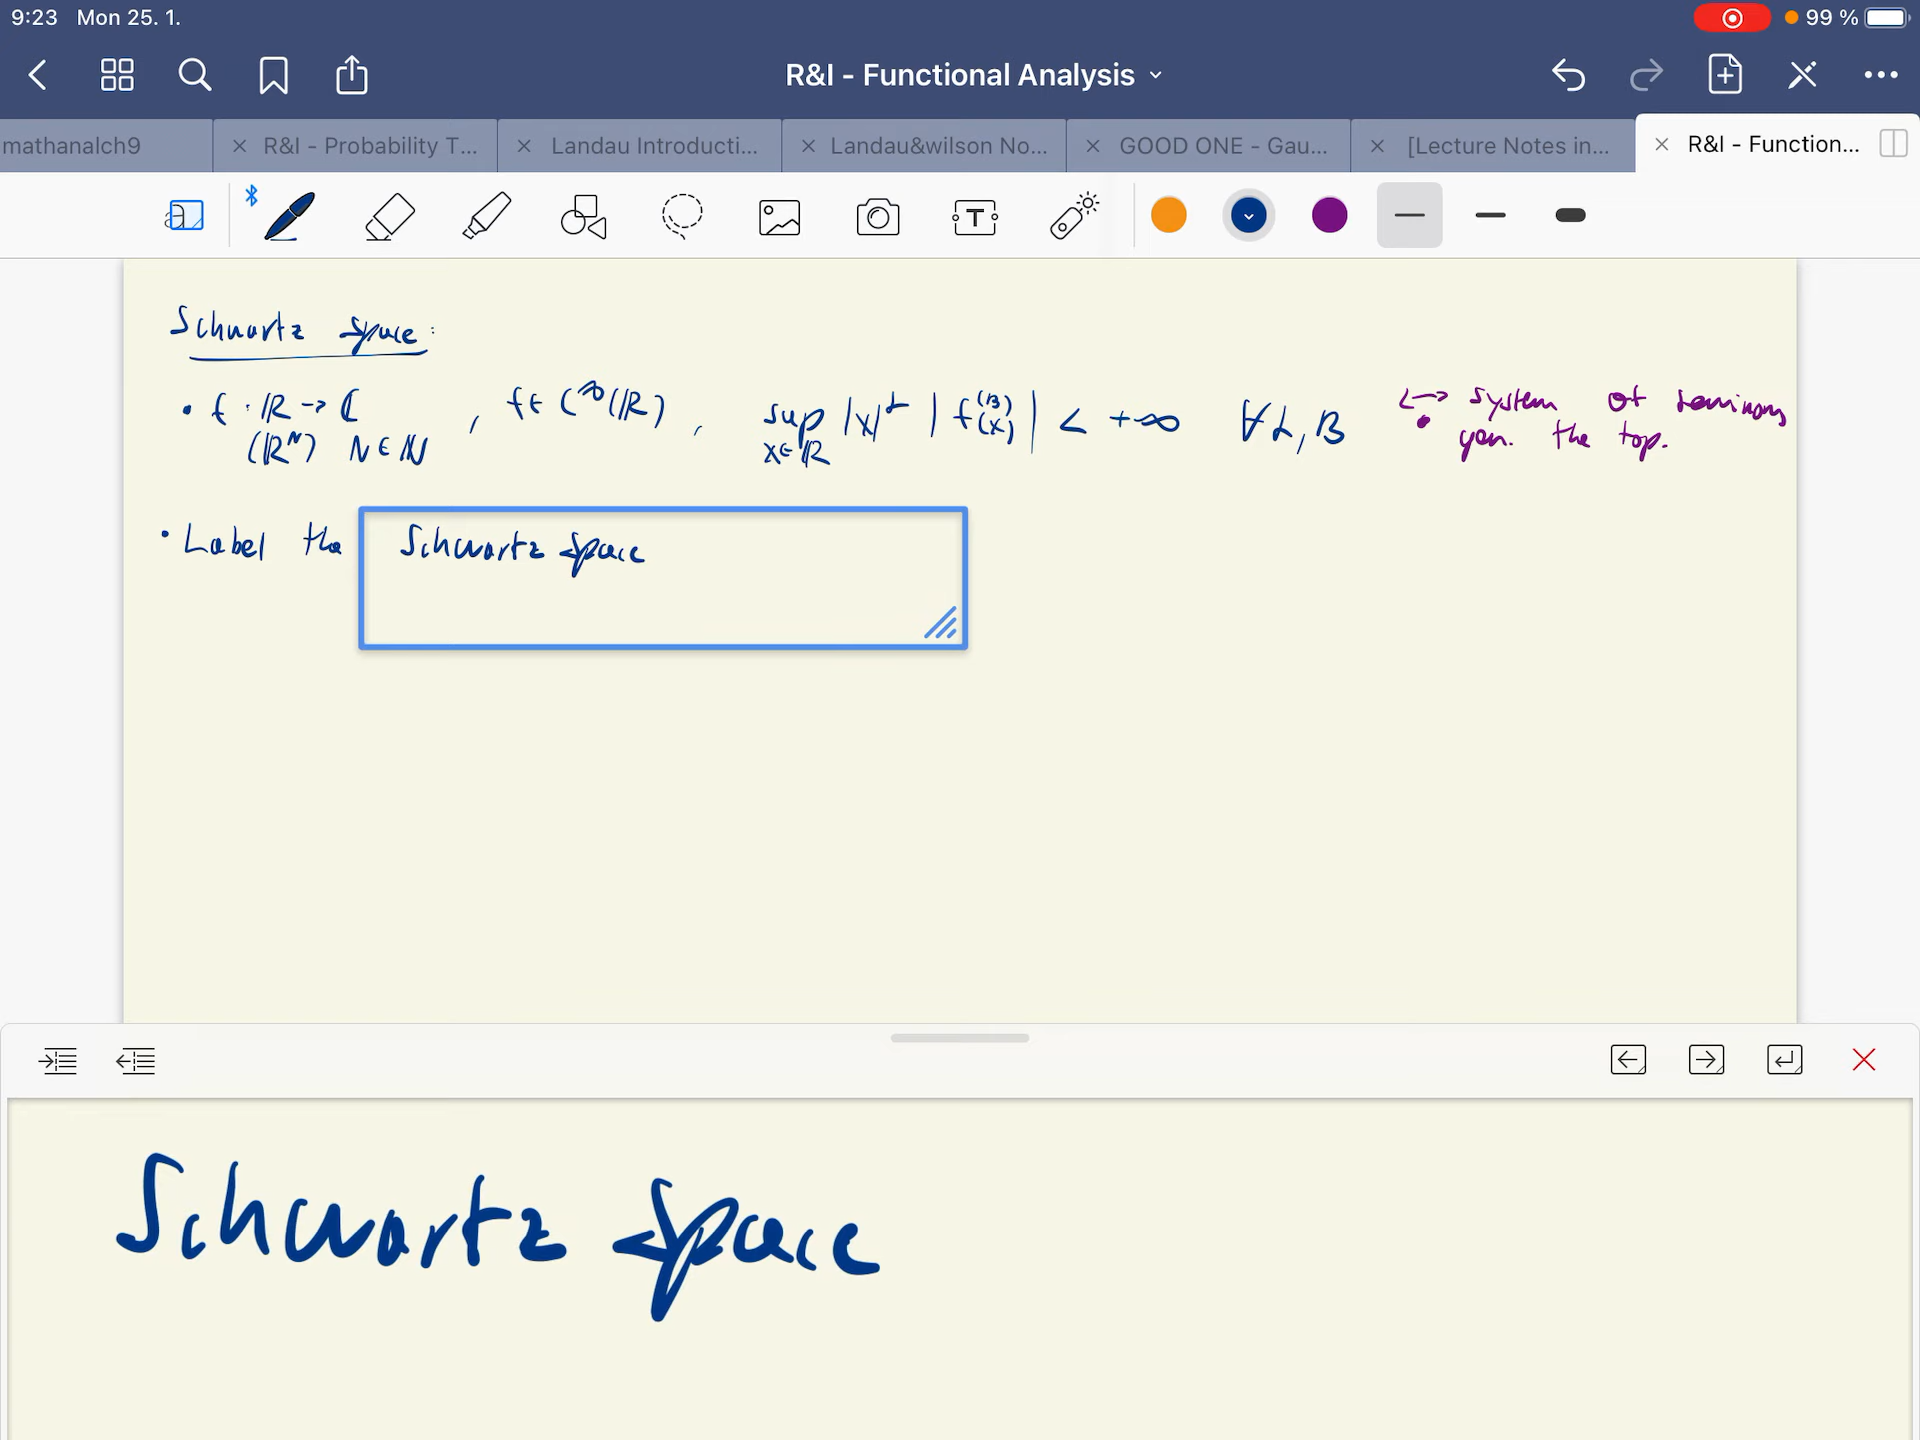 9:23 Mon 25. 1.
99 %
R&I - Functional Analysis
mathanalch9
R&I - Probability T...
Landau Introducti...
Landau&wilson No...
GOOD ONE - Gau...
[Lecture Notes in...
R&I - Function...
Schwartz Space:
• f : ℝ → ℂ , f ∈ C^∞(ℝ) , sup |x|^α | f^(β)(x) | < +∞ ∀ α, β ↔ system of seminorms
(ℝ^N) N ∈ ℕ x∈ℝ • gen. the top.
• Label the Schwartz Space
Schwartz Space